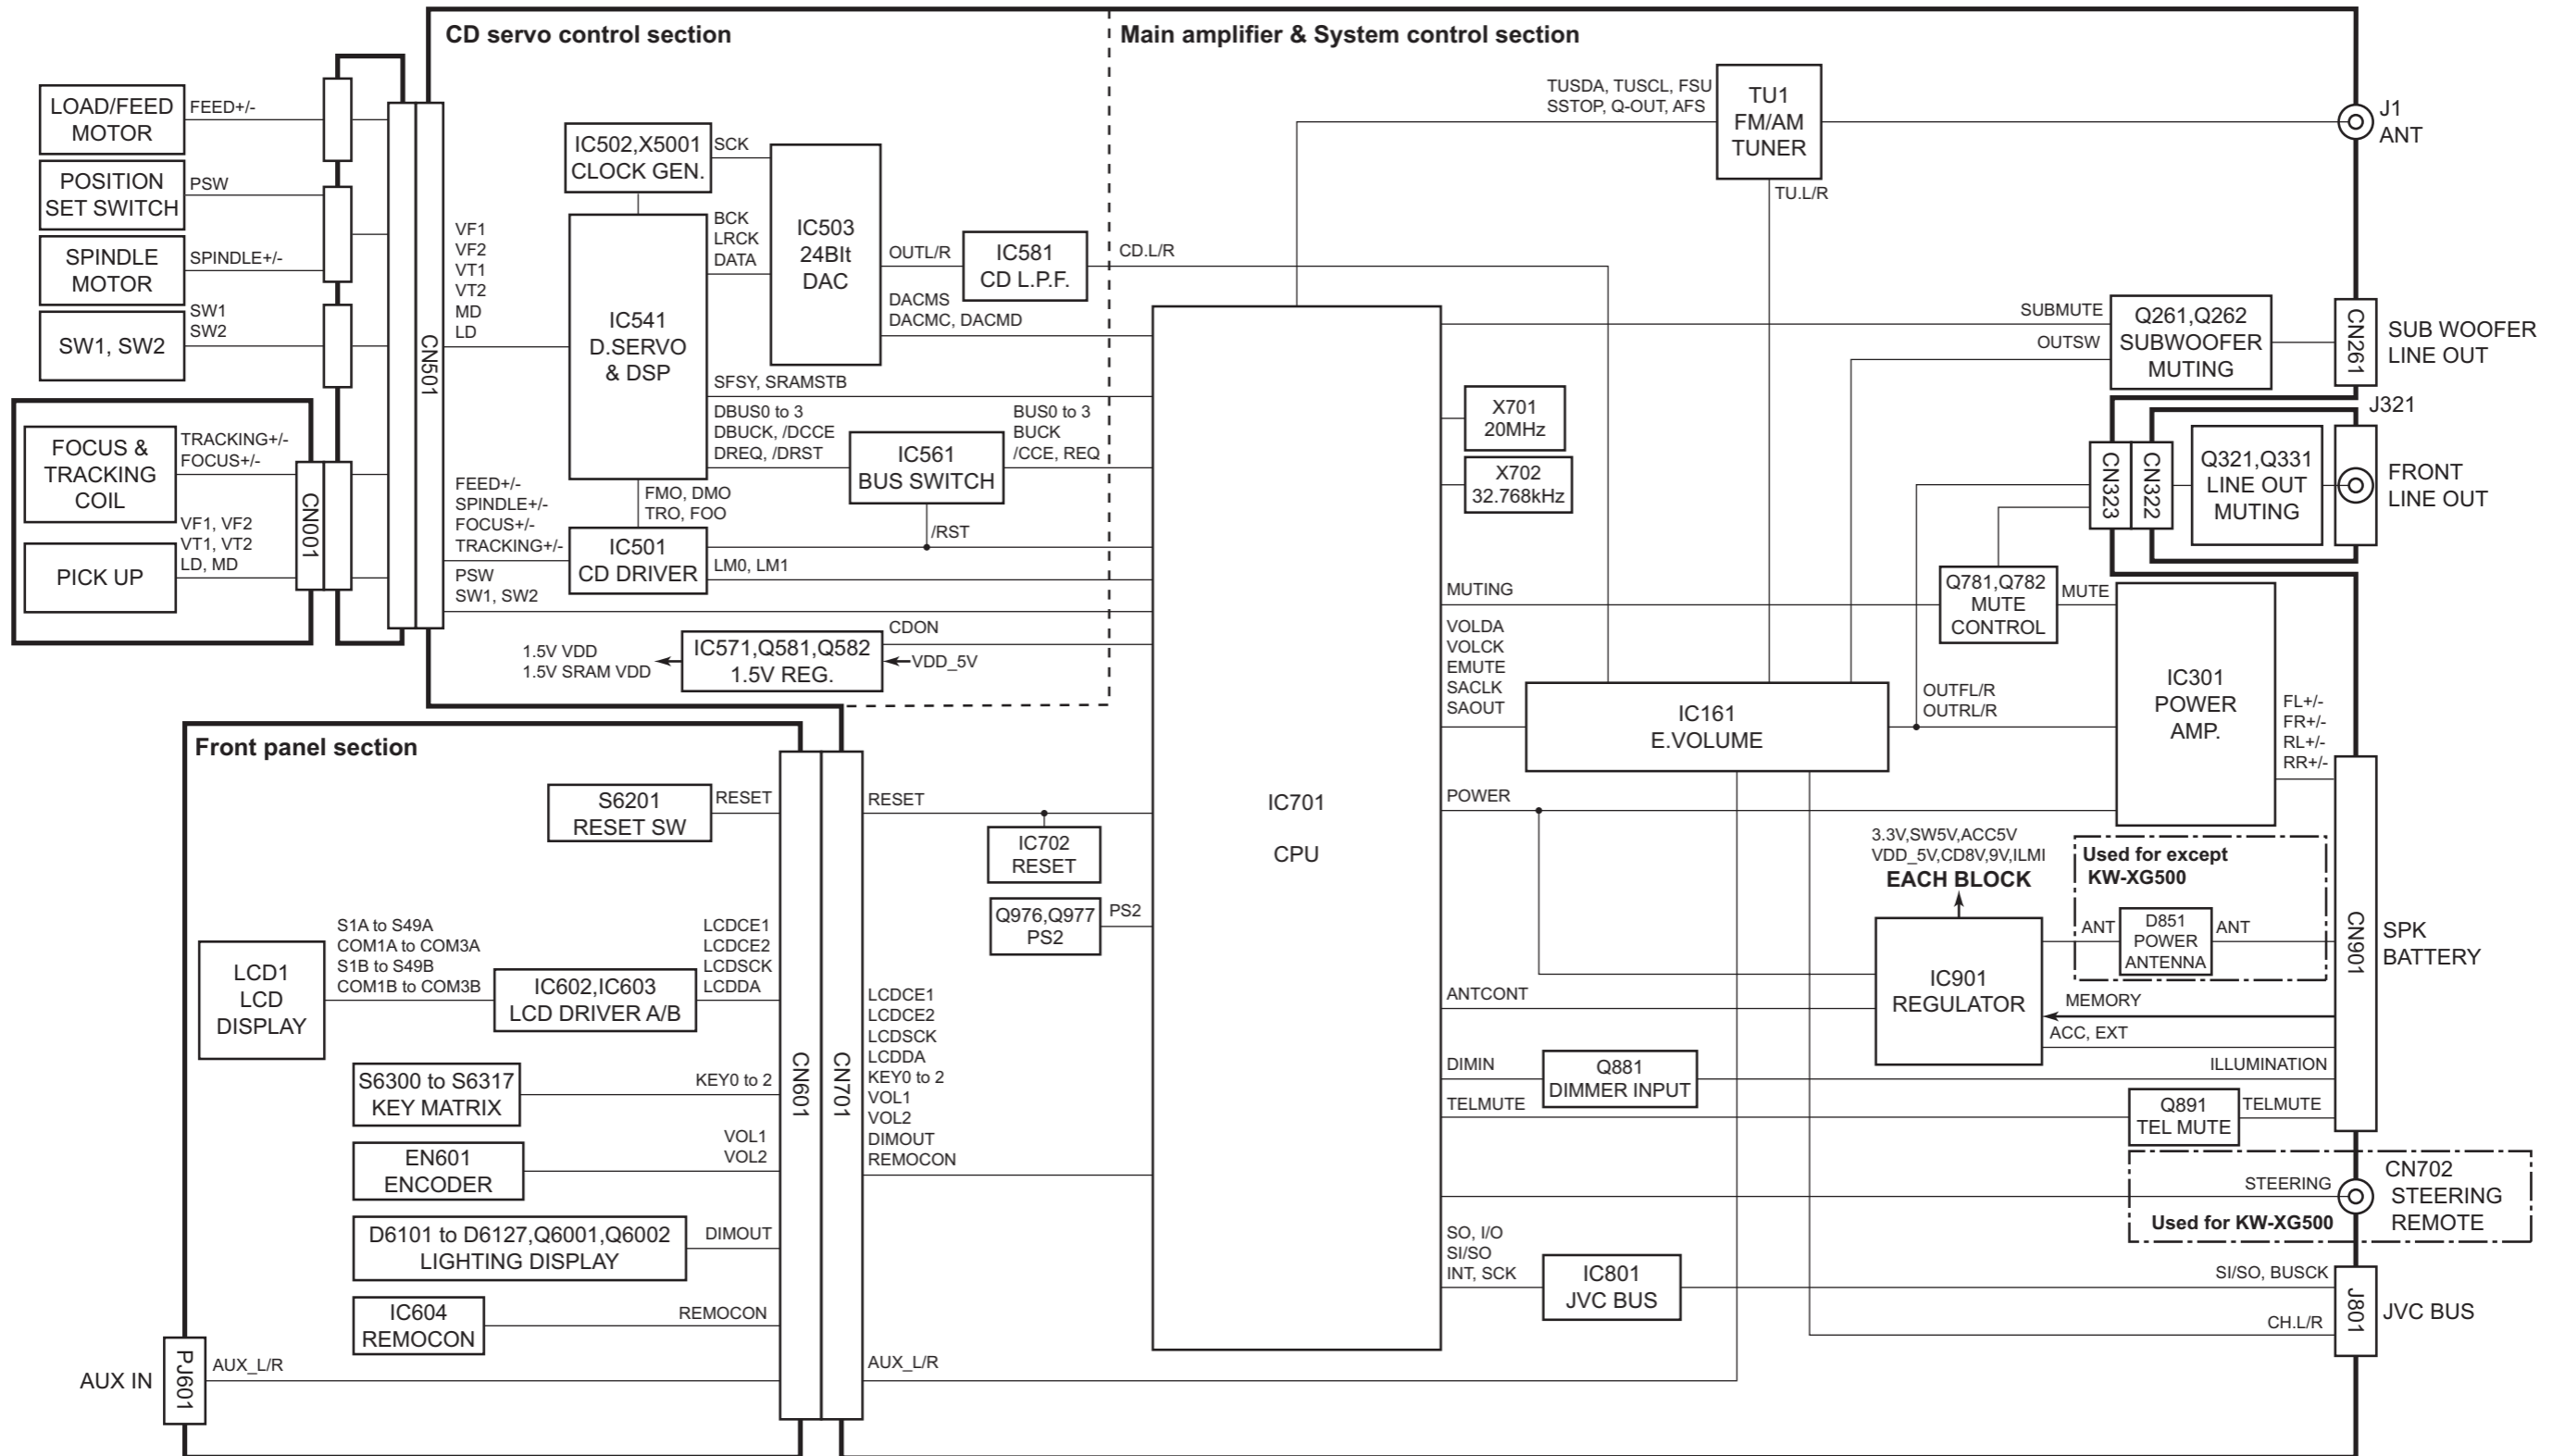 CD servo control section
Main amplifier & System control section
LOAD/FEED
MOTOR
FEED+/-
POSITION
SET SWITCH
PSW
SPINDLE
MOTOR
SPINDLE+/-
SW1, SW2
SW1
SW2
FOCUS &
TRACKING
COIL
TRACKING+/-
FOCUS+/-
PICK UP
VF1, VF2
VT1, VT2
LD, MD
CN001
CN501
VF1
VF2
VT1
VT2
MD
LD
FEED+/-
SPINDLE+/-
FOCUS+/-
TRACKING+/-
PSW
SW1, SW2
IC502,X5001
CLOCK GEN.
SCK
IC541
D.SERVO
& DSP
BCK
LRCK
DATA
IC503
24BIt
DAC
OUTL/R
IC581
CD L.P.F.
CD.L/R
DACMS
DACMC, DACMD
SFSY, SRAMSTB
DBUS0 to 3
DBUCK, /DCCE
DREQ, /DRST
IC561
BUS SWITCH
BUS0 to 3
BUCK
/CCE, REQ
FMO, DMO
TRO, FOO
/RST
IC501
CD DRIVER
LM0, LM1
CDON
1.5V VDD
1.5V SRAM VDD
IC571,Q581,Q582
1.5V REG.
VDD_5V
TUSDA, TUSCL, FSU
SSTOP, Q-OUT, AFS
TU1
FM/AM
TUNER
TU.L/R
J1
ANT
SUBMUTE
OUTSW
Q261,Q262
SUBWOOFER
MUTING
CN261
SUB WOOFER
LINE OUT
J321
X701
20MHz
X702
32.768kHz
CN323
CN322
Q321,Q331
LINE OUT
MUTING
FRONT
LINE OUT
MUTING
Q781,Q782
MUTE
CONTROL
MUTE
VOLDA
VOLCK
EMUTE
SACLK
SAOUT
IC161
E.VOLUME
OUTFL/R
OUTRL/R
IC301
POWER
AMP.
FL+/-
FR+/-
RL+/-
RR+/-
POWER
IC701
CPU
Front panel section
S6201
RESET SW
RESET
RESET
IC702
RESET
Q976,Q977
PS2
PS2
3.3V,SW5V,ACC5V
VDD_5V,CD8V,9V,ILMI
EACH BLOCK
Used for except
KW-XG500
ANT
D851
POWER
ANTENNA
ANT
CN901
SPK
BATTERY
IC901
REGULATOR
MEMORY
ACC, EXT
ANTCONT
DIMIN
Q881
DIMMER INPUT
ILLUMINATION
TELMUTE
Q891
TEL MUTE
TELMUTE
LCD1
LCD
DISPLAY
S1A to S49A
COM1A to COM3A
S1B to S49B
COM1B to COM3B
IC602,IC603
LCD DRIVER A/B
LCDCE1
LCDCE2
LCDSCK
LCDDA
CN601
CN701
LCDCE1
LCDCE2
LCDSCK
LCDDA
KEY0 to 2
VOL1
VOL2
DIMOUT
REMOCON
S6300 to S6317
KEY MATRIX
KEY0 to 2
EN601
ENCODER
VOL1
VOL2
D6101 to D6127,Q6001,Q6002
LIGHTING DISPLAY
DIMOUT
IC604
REMOCON
REMOCON
STEERING
Used for KW-XG500
CN702
STEERING
REMOTE
SO, I/O
SI/SO
INT, SCK
IC801
JVC BUS
SI/SO, BUSCK
CH.L/R
J801
JVC BUS
AUX IN
PJ601
AUX_L/R
AUX_L/R